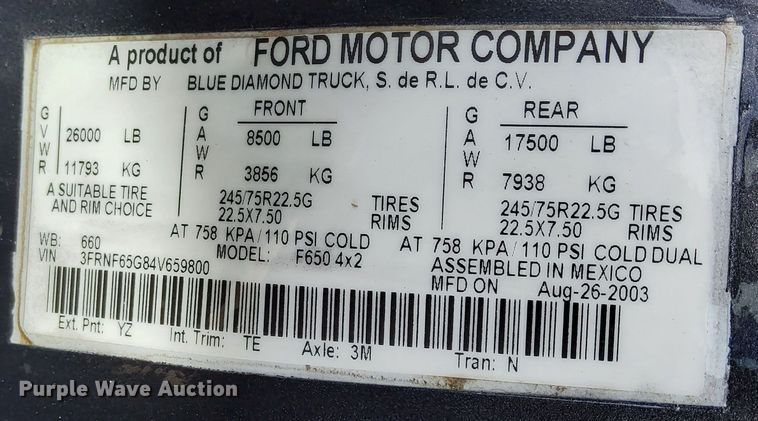 A product of FORD MOTOR COMPANY
MFD BY BLUE DIAMOND TRUCK, S. de R.L. de C.V.
GVWR 26000 LB
11793 KG
FRONT
GAWR 8500 LB
3856 KG
REAR
GAWR 17500 LB
7938 KG
A SUITABLE TIRE
AND RIM CHOICE
245/75R22.5G TIRES
22.5X7.50 RIMS
AT 758 KPA/110 PSI COLD
245/75R22.5G TIRES
22.5X7.50 RIMS
AT 758 KPA/110 PSI COLD DUAL
WB: 660
VIN 3FRNF65G84V659800
MODEL: F650 4x2
ASSEMBLED IN MEXICO
MFD ON Aug-26-2003
Ext. Pnt: YZ Int. Trim: TE Axle: 3M Tran: N
Purple Wave Auction